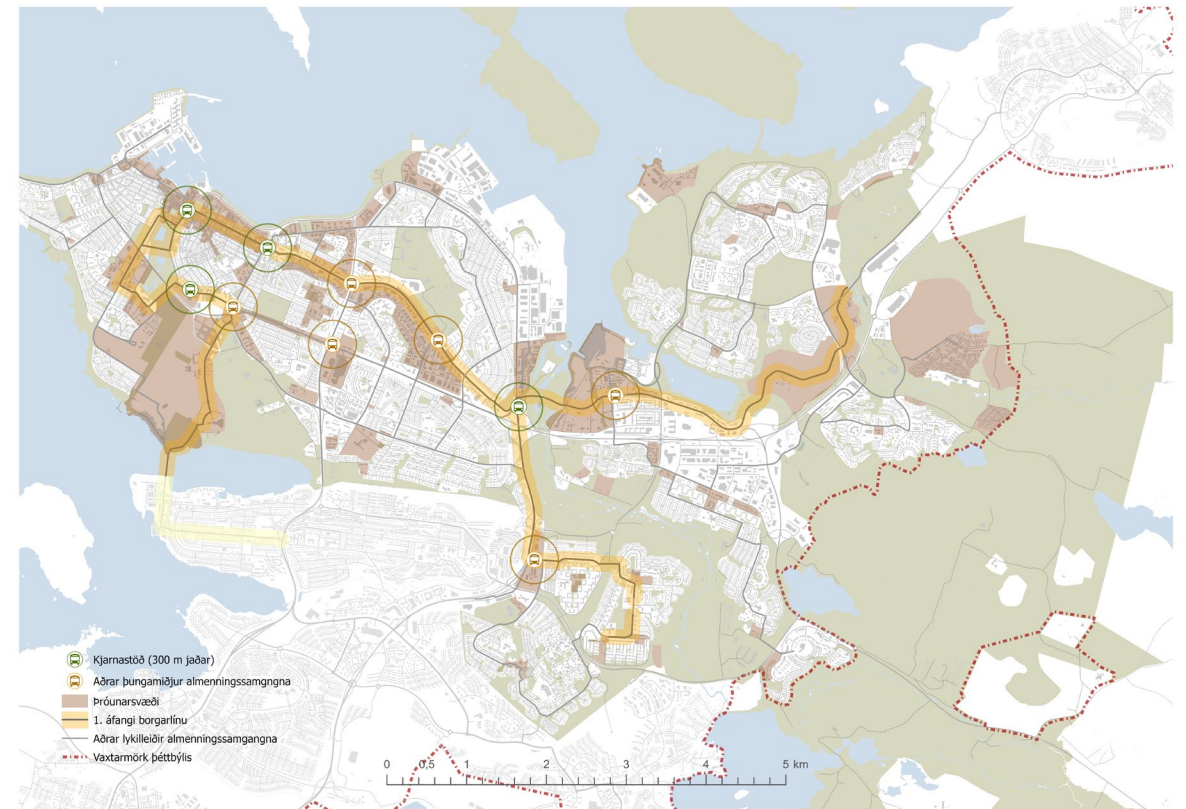 Kjarnastöð (300 m jaðar)
Aðrar þungamiðjur almenningssamgngna
Þróunarsvæði
1. áfangi borgarlínu
Aðrar lykilleiðir almenningssamgangna
Vaxtarmörk þéttbýlis
0 0,5 1 2 3 4 5 km